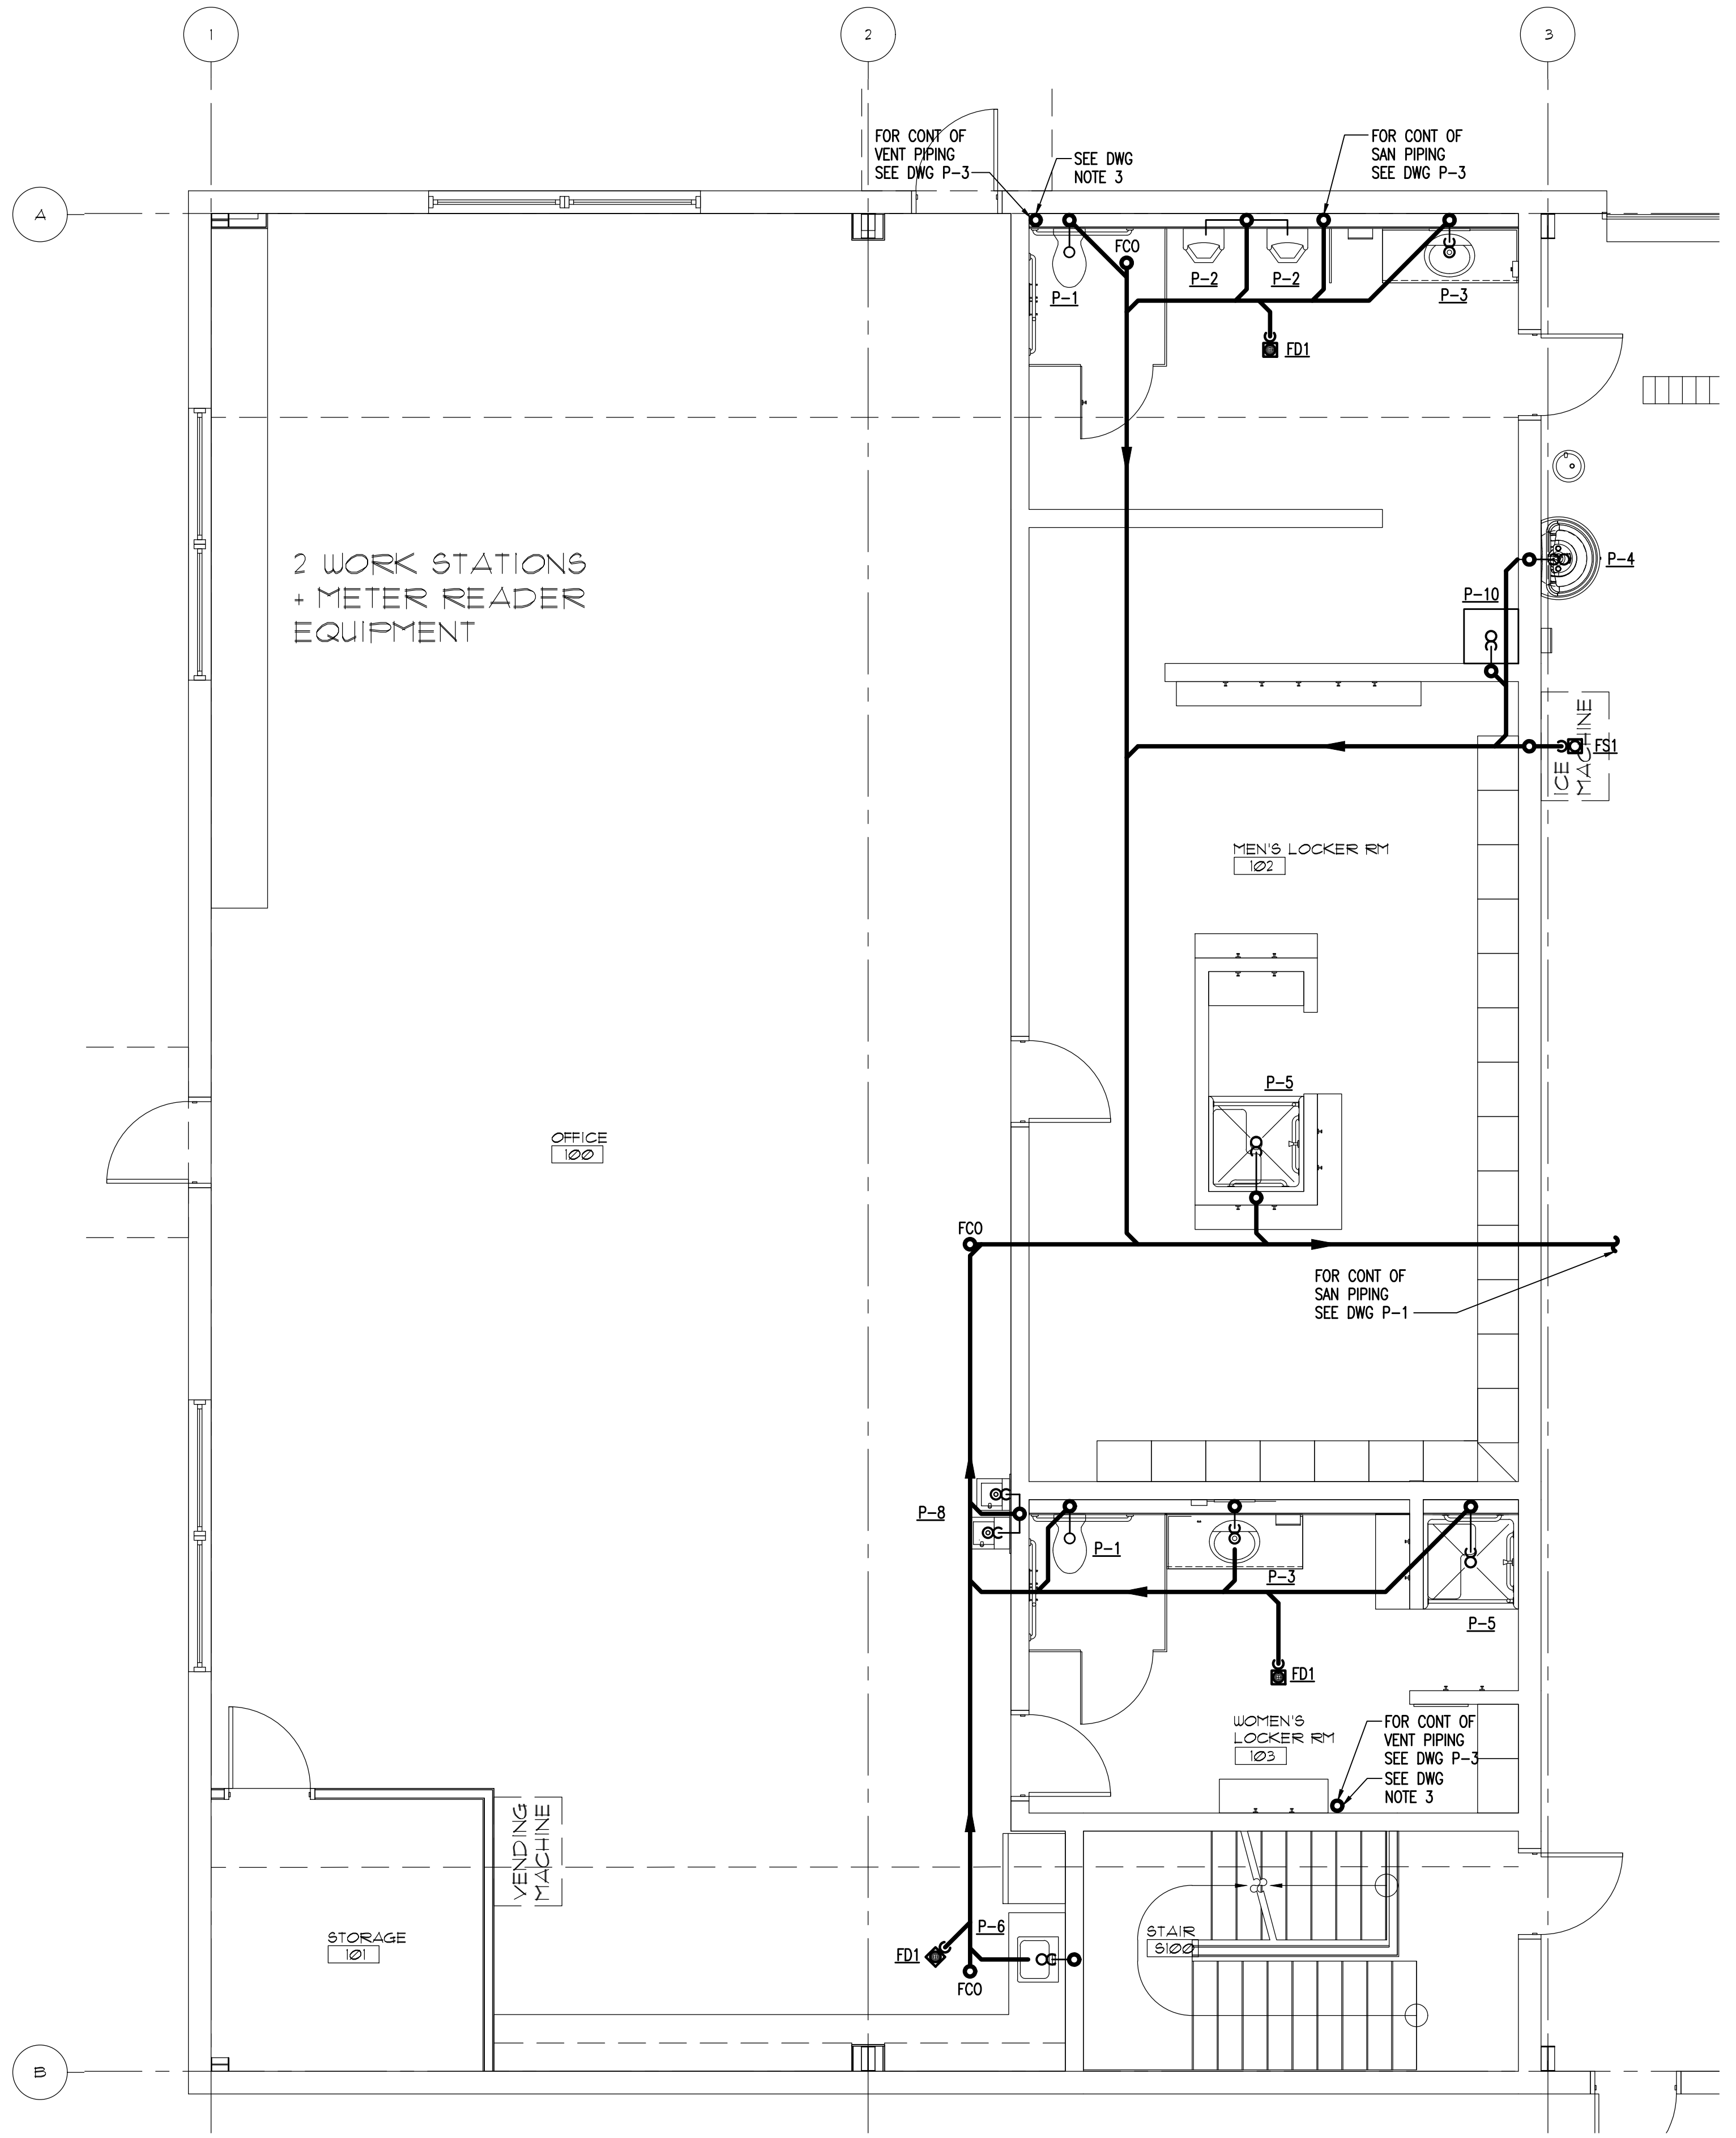 1
2
3
A
FOR CONT OF
VENT PIPING
SEE DWG P-3
SEE DWG
NOTE 3
FOR CONT OF
SAN PIPING
SEE DWG P-3
FCO
P-1
P-2
P-2
P-3
FD1
2 WORK STATIONS
+ METER READER
EQUIPMENT
P-4
P-10
FS1
ICE
MACHINE
MEN'S LOCKER RM
102
P-5
OFFICE
100
FCO
FOR CONT OF
SAN PIPING
SEE DWG P-1
P-8
P-1
P-3
P-5
FD1
WOMEN'S
LOCKER RM
103
FOR CONT OF
VENT PIPING
SEE DWG P-3
SEE DWG
NOTE 3
VENDING
MACHINE
STORAGE
101
P-6
FD1
FCO
STAIR
S100
B